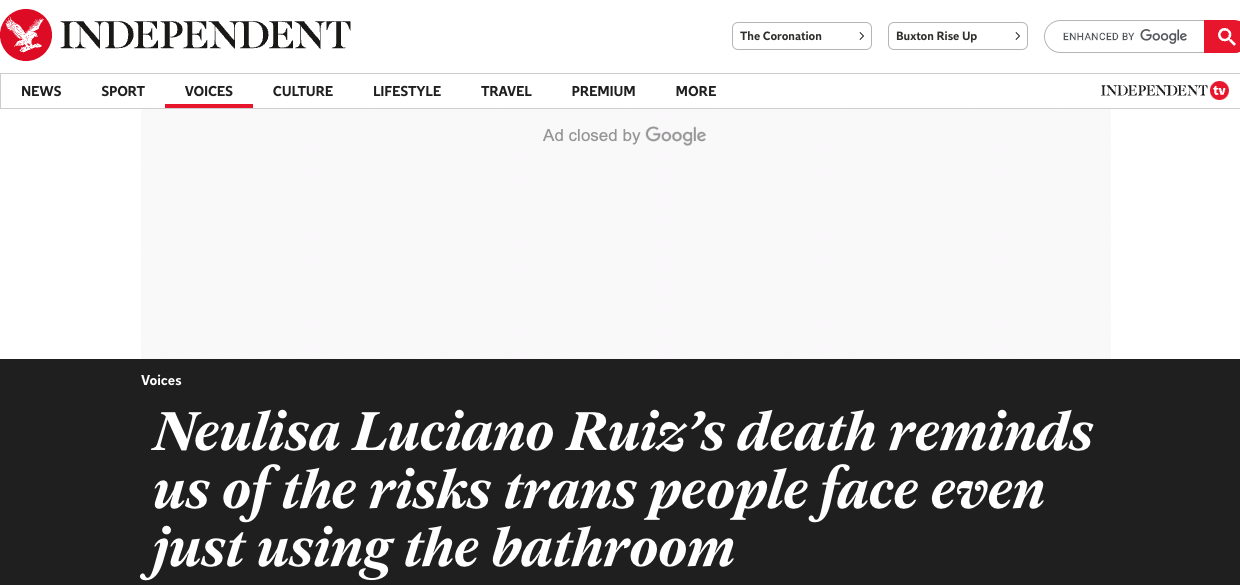 INDEPENDENT
The Coronation
Buxton Rise Up
ENHANCED BY Google
NEWS SPORT VOICES CULTURE LIFESTYLE TRAVEL PREMIUM MORE INDEPENDENT tv
Ad closed by Google
Voices
Neulisa Luciano Ruiz’s death reminds
us of the risks trans people face even
just using the bathroom